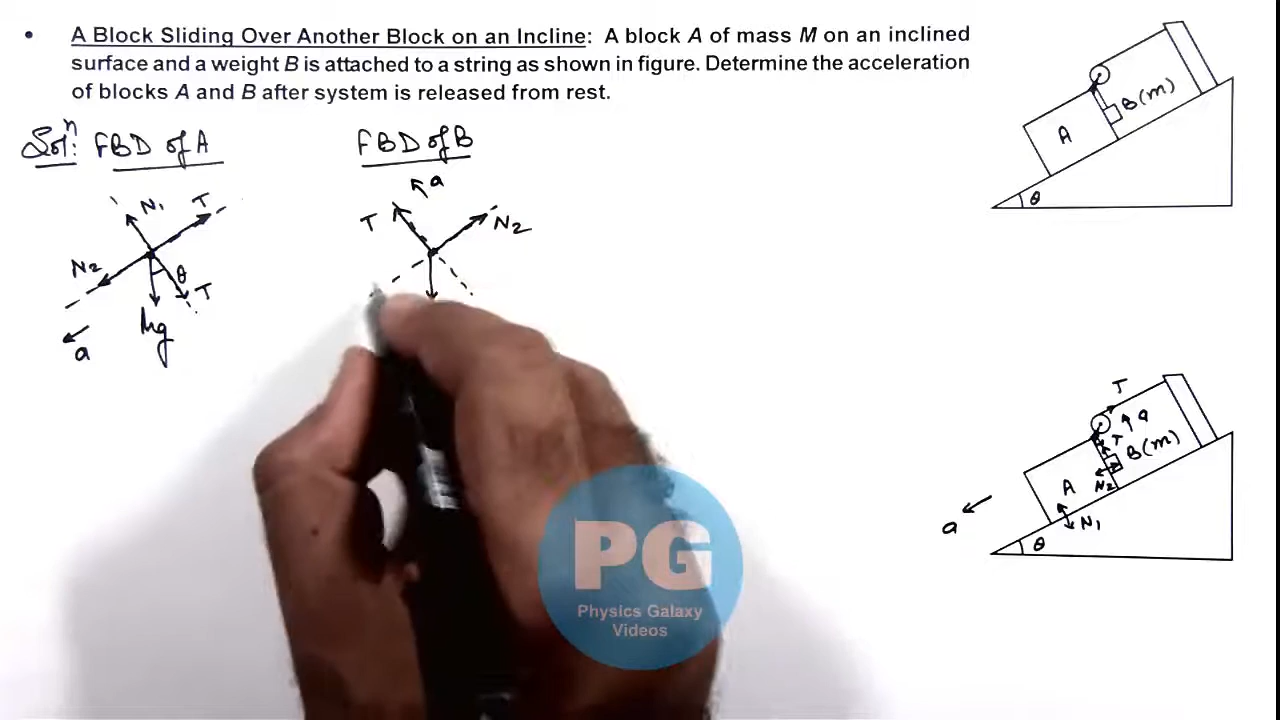 • A Block Sliding Over Another Block on an Incline: A block A of mass M on an inclined
surface and a weight B is attached to a string as shown in figure. Determine the acceleration
of blocks A and B after system is released from rest.
Solⁿ: FBD of A
FBD of B
N1
T
N2
θ
T
Mg
a
a
T
N2
B(m)
A
θ
T
a
T
B(m)
A
N2
N1
a
θ
PG
Physics Galaxy
Videos